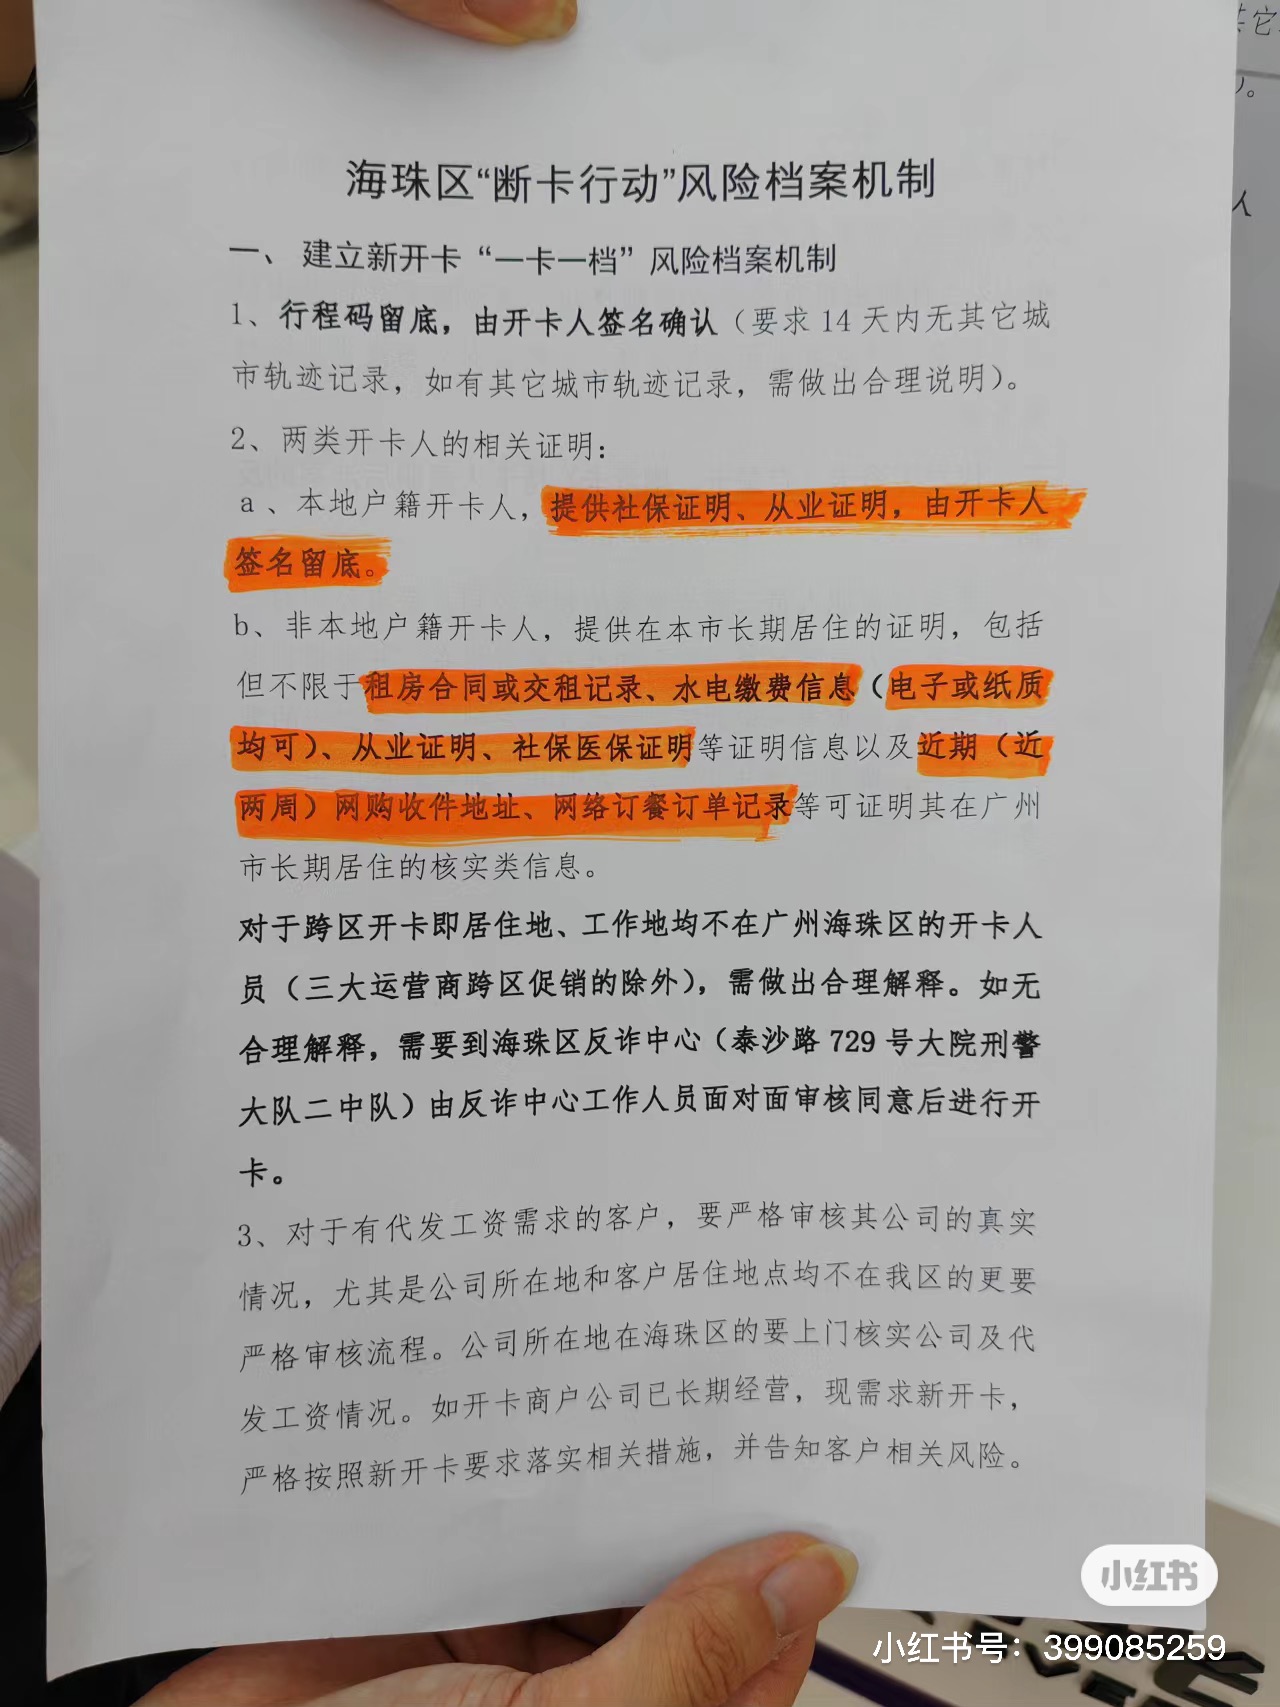 海珠区“断卡行动”风险档案机制
一、 建立新开卡“一卡一档”风险档案机制
1、行程码留底，由开卡人签名确认（要求 14 天内无其它城
市轨迹记录，如有其它城市轨迹记录，需做出合理说明）。
2、两类开卡人的相关证明：
a、本地户籍开卡人，提供社保证明、从业证明，由开卡人
签名留底。
b、非本地户籍开卡人，提供在本市长期居住的证明，包括
但不限于租房合同或交租记录、水电缴费信息（电子或纸质
均可）、从业证明、社保医保证明等证明信息以及近期（近
两周）网购收件地址、网络订餐订单记录等可证明其在广州
市长期居住的核实类信息。
对于跨区开卡即居住地、工作地均不在广州海珠区的开卡人
员（三大运营商跨区促销的除外），需做出合理解释。如无
合理解释，需要到海珠区反诈中心（泰沙路 729 号大院刑警
大队二中队）由反诈中心工作人员面对面审核同意后进行开
卡。
3、对于有代发工资需求的客户，要严格审核其公司的真实
情况，尤其是公司所在地和客户居住地点均不在我区的更要
严格审核流程。公司所在地在海珠区的要上门核实公司及代
发工资情况。如开卡商户公司已长期经营，现需求新开卡，
严格按照新开卡要求落实相关措施，并告知客户相关风险。
其它
）。
人
小红书
小红书号：399085259